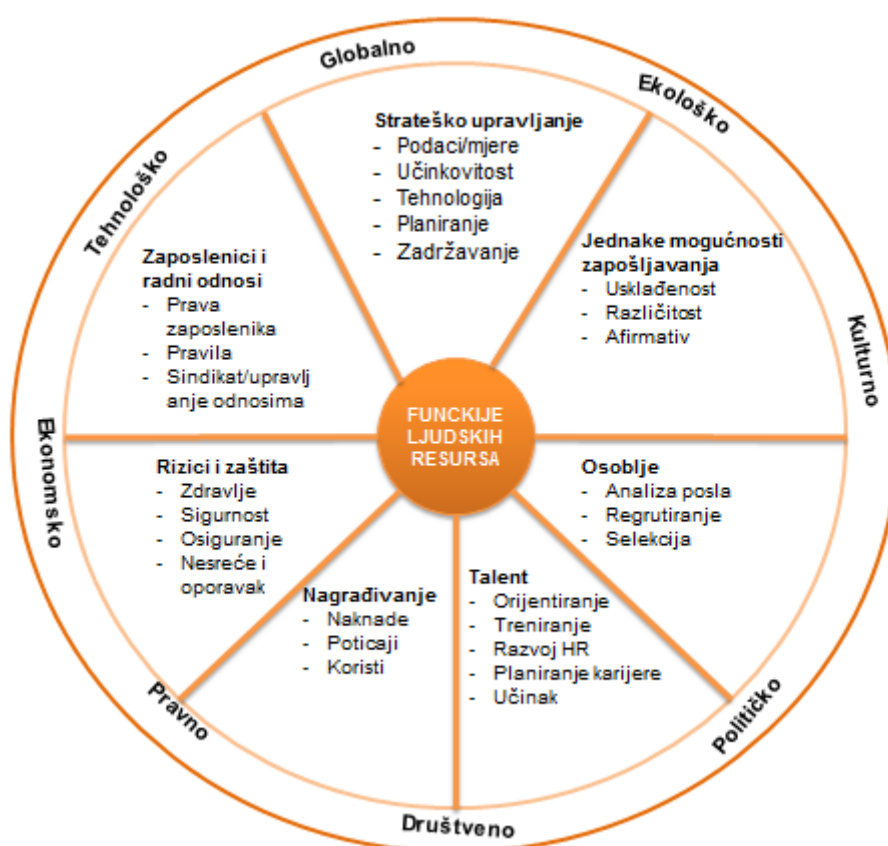 Globalno
Ekološko
Tehnološko
Kulturno
Ekonomsko
Pravno
Političko
Društveno
Strateško upravljanje
- Podaci/mjere
- Učinkovitost
- Tehnologija
- Planiranje
- Zadržavanje
Jednake mogućnosti
zapošljavanja
- Usklađenost
- Različitost
- Afirmativ
Zaposlenici i
radni odnosi
- Prava
zaposlenika
- Pravila
- Sindikat/upravlj
anje odnosima
FUNCKIJE
LJUDSKIH
RESURSA
Rizici i zaštita
- Zdravlje
- Sigurnost
- Osiguranje
- Nesreće i
oporavak
Osoblje
- Analiza posla
- Regrutiranje
- Selekcija
Nagrađivanje
- Naknade
- Poticaji
- Koristi
Talent
- Orijentiranje
- Treniranje
- Razvoj HR
- Planiranje karijere
- Učinak